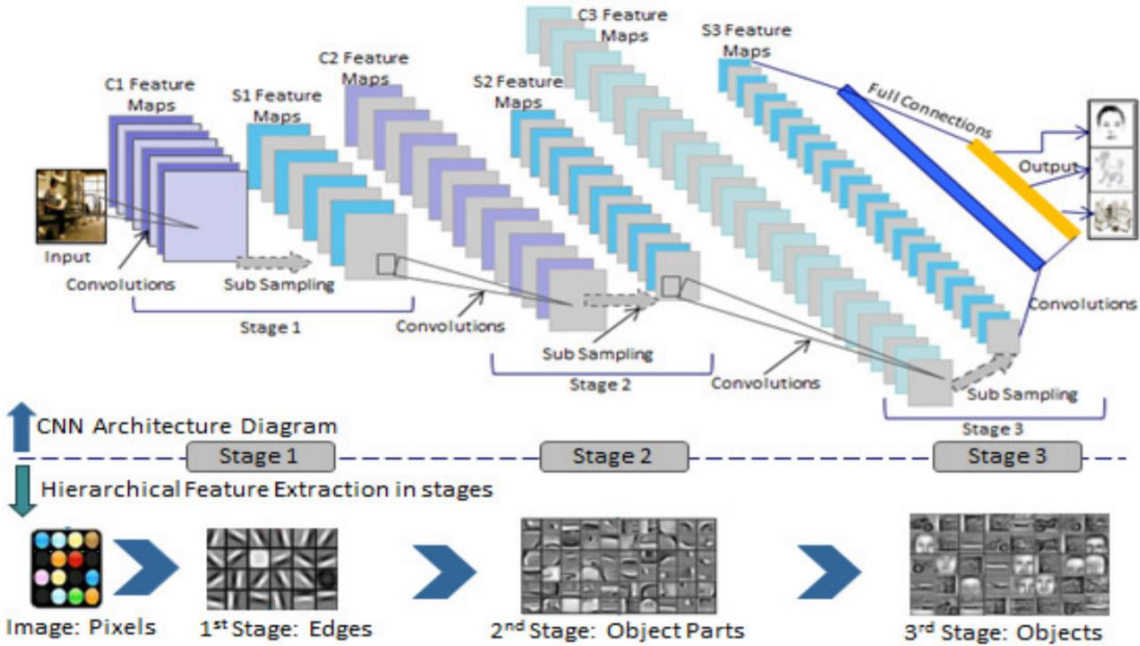 C3 Feature
Maps
S3 Feature
Maps
C2 Feature
Maps
C1 Feature
Maps
S1 Feature
Maps
S2 Feature
Maps
Full Connections
Output
Input
Convolutions
Sub Sampling
Stage 1
Convolutions
Sub Sampling
Stage 2
Convolutions
Convolutions
Sub Sampling
Stage 3
CNN Architecture Diagram
Stage 1
Stage 2
Stage 3
Hierarchical Feature Extraction in stages
Image: Pixels
1st Stage: Edges
2nd Stage: Object Parts
3rd Stage: Objects